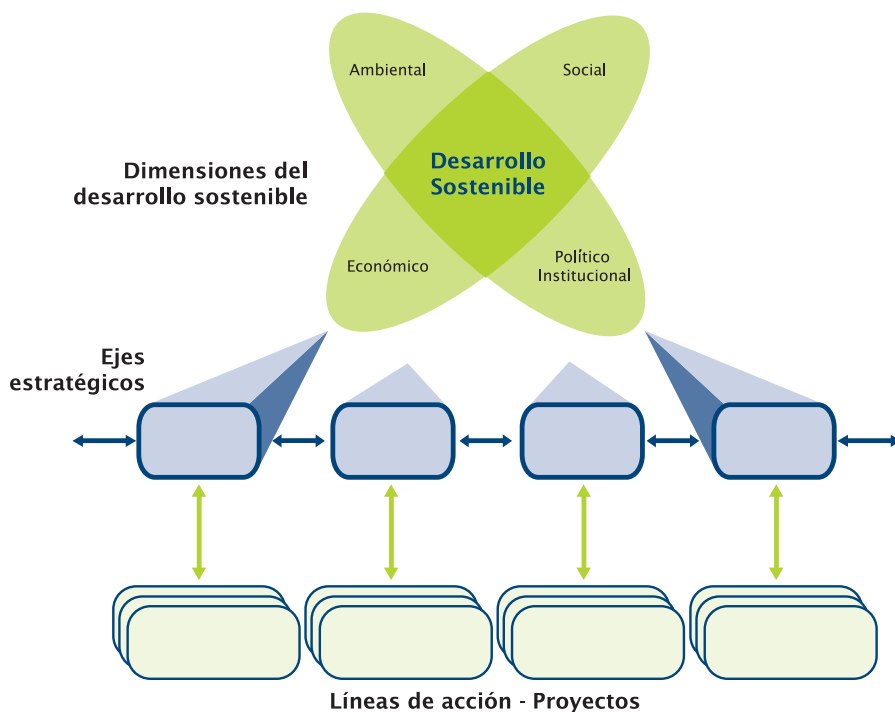 Ambiental
Social
Dimensiones del
desarrollo sostenible
Desarrollo
Sostenible
Económico
Político
Institucional
Ejes
estratégicos
Líneas de acción - Proyectos